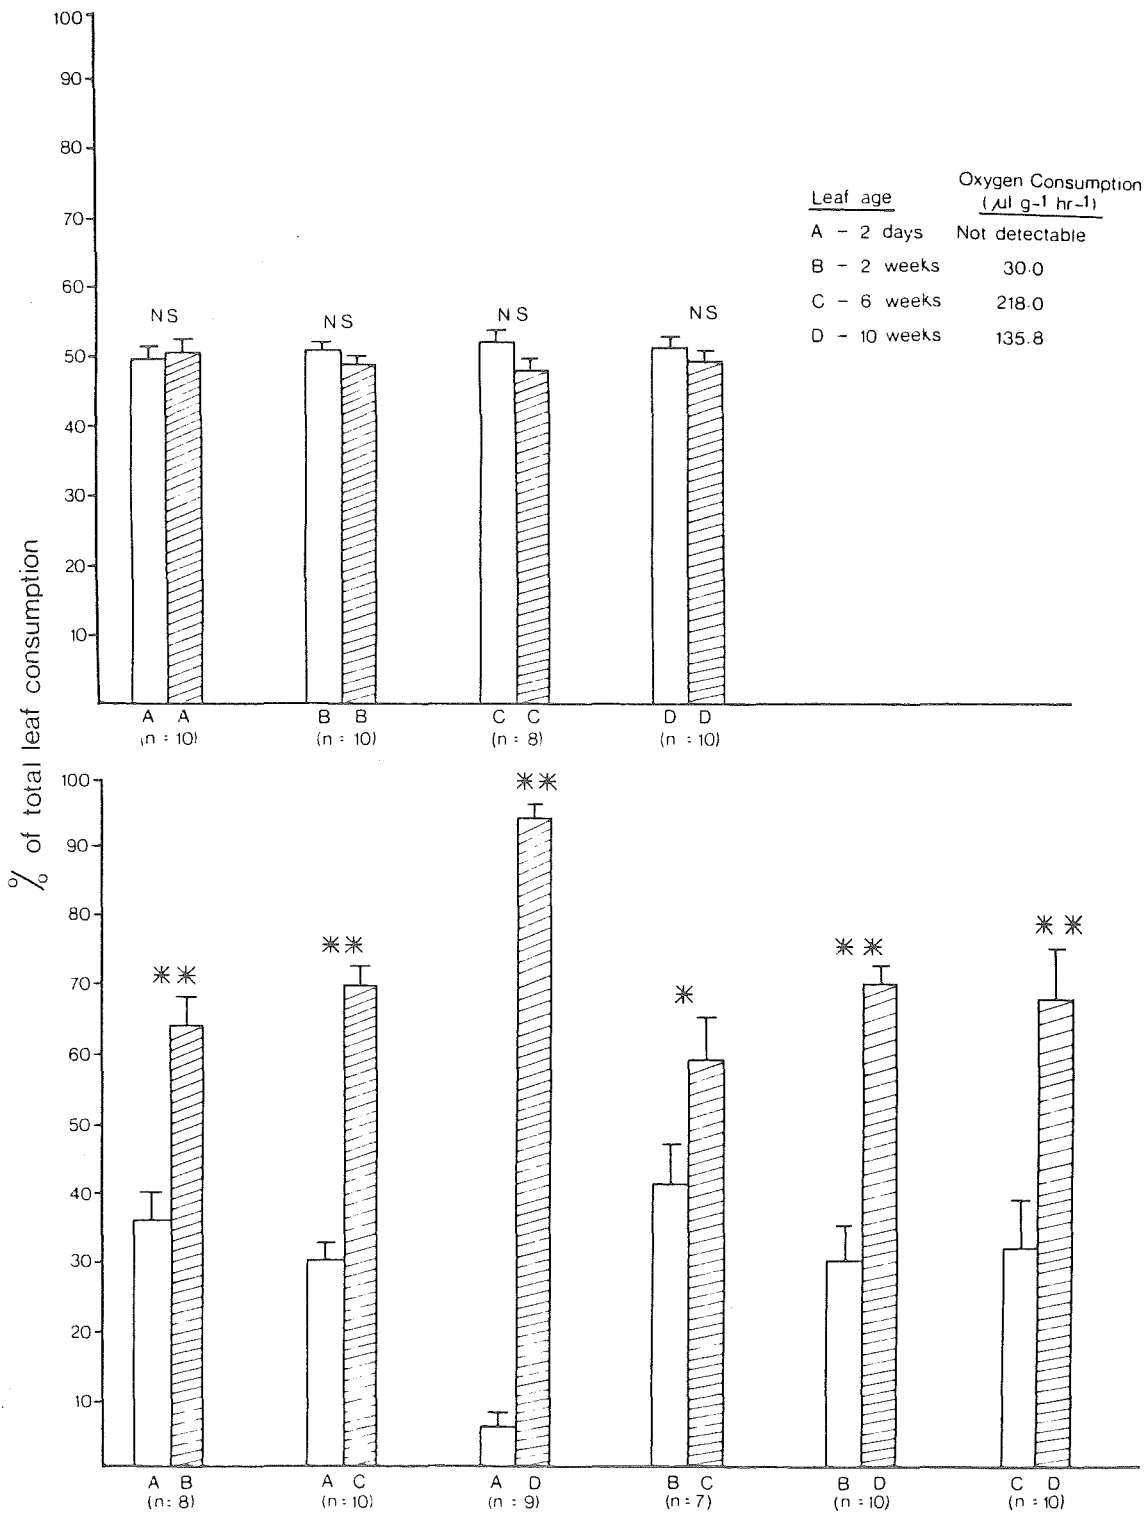 % of total leaf consumption
100
90
80
70
60
50
40
30
20
10
NS
NS
NS
NS
Leaf age
Oxygen Consumption
(µl g-1 hr-1)
A - 2 days Not detectable
B - 2 weeks 30·0
C - 6 weeks 218·0
D - 10 weeks 135.8
A A B B C C D D
(n = 10) (n = 10) (n = 8) (n = 10)
100
90
80
70
60
50
40
30
20
10
**
**
**
*
**
**
A B A C A D B C B D C D
(n = 8) (n = 10) (n = 9) (n = 7) (n = 10) (n = 10)